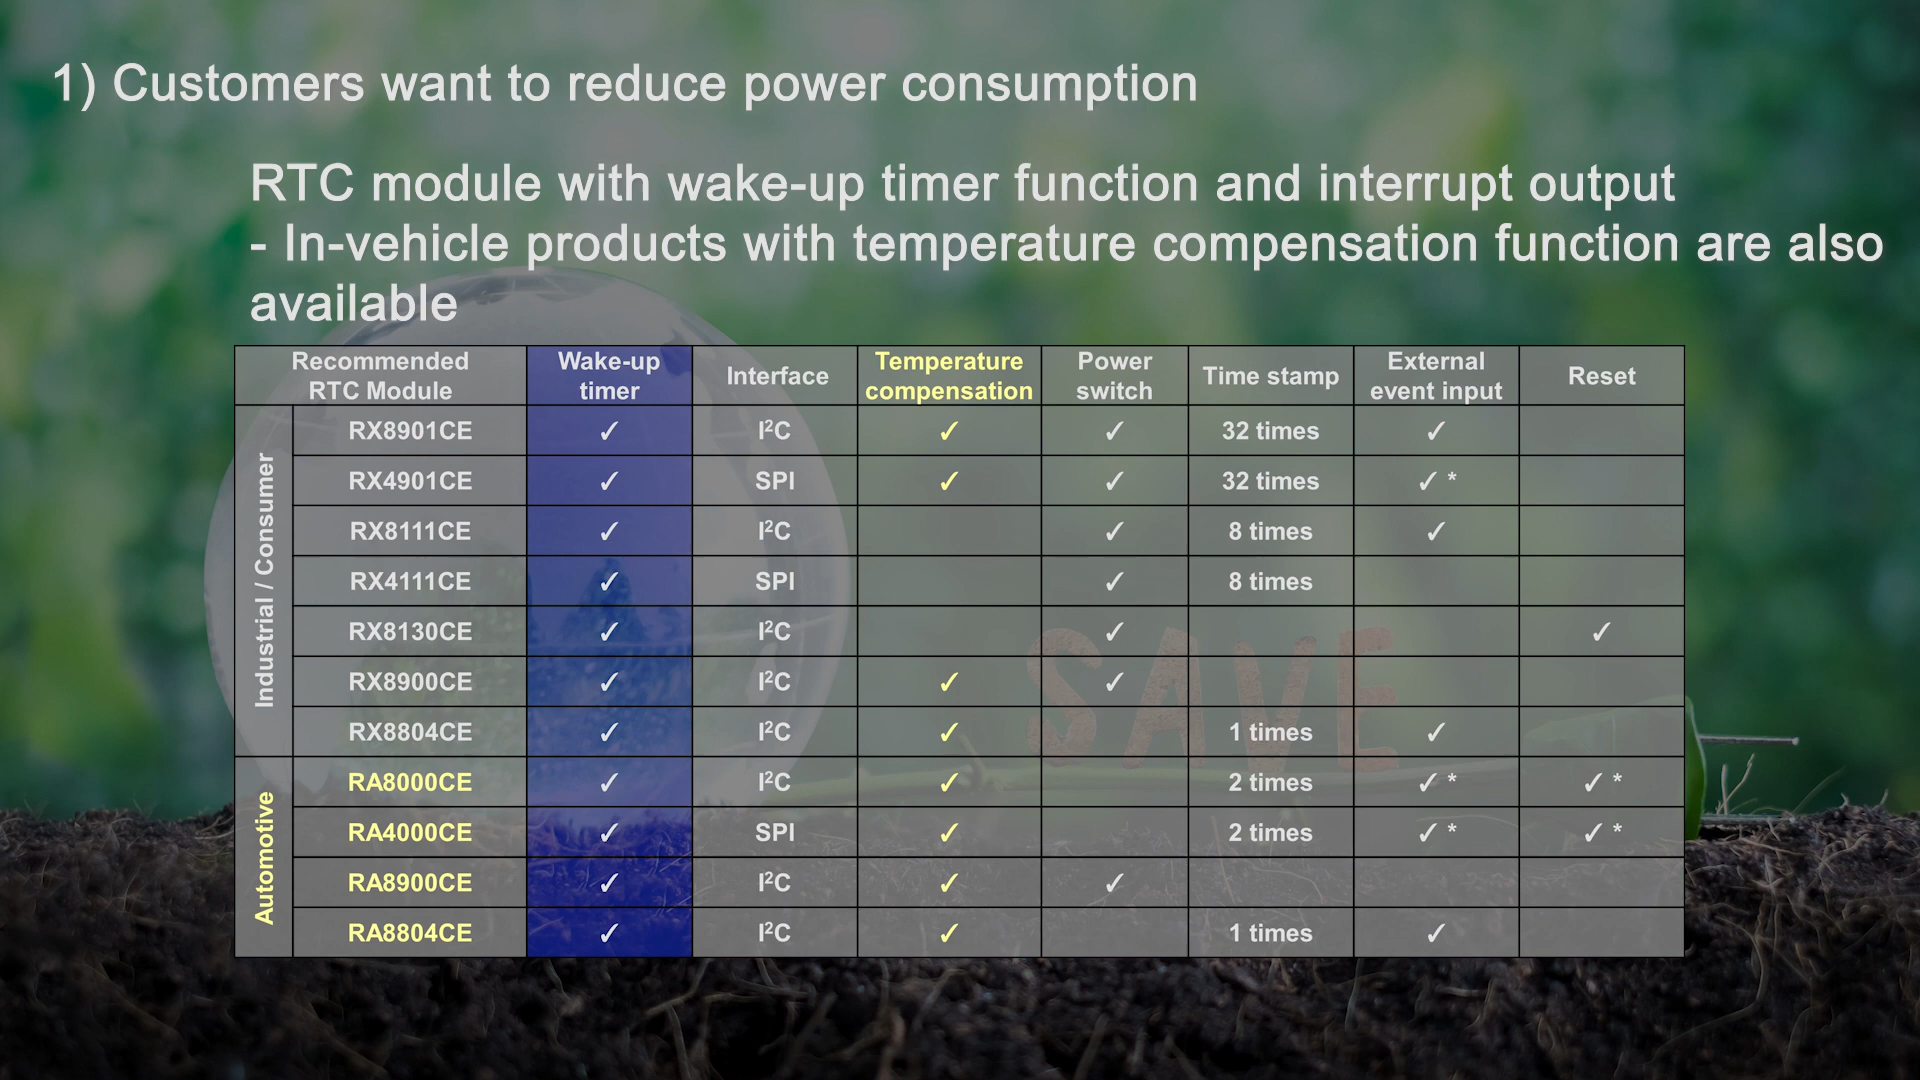 1) Customers want to reduce power consumption
RTC module with wake-up timer function and interrupt output
- In-vehicle products with temperature compensation function are also
available
Recommended RTC Module Wake-up timer Interface Temperature compensation Power switch Time stamp External event input Reset
Industrial / Consumer
RX8901CE ✓ I²C ✓ ✓ 32 times ✓
RX4901CE ✓ SPI ✓ ✓ 32 times ✓ *
RX8111CE ✓ I²C ✓ 8 times ✓
RX4111CE ✓ SPI ✓ 8 times
RX8130CE ✓ I²C ✓ ✓
RX8900CE ✓ I²C ✓ ✓
RX8804CE ✓ I²C ✓ 1 times ✓
Automotive
RA8000CE ✓ I²C ✓ 2 times ✓ * ✓ *
RA4000CE ✓ SPI ✓ 2 times ✓ * ✓ *
RA8900CE ✓ I²C ✓ ✓
RA8804CE ✓ I²C ✓ 1 times ✓
SAVE